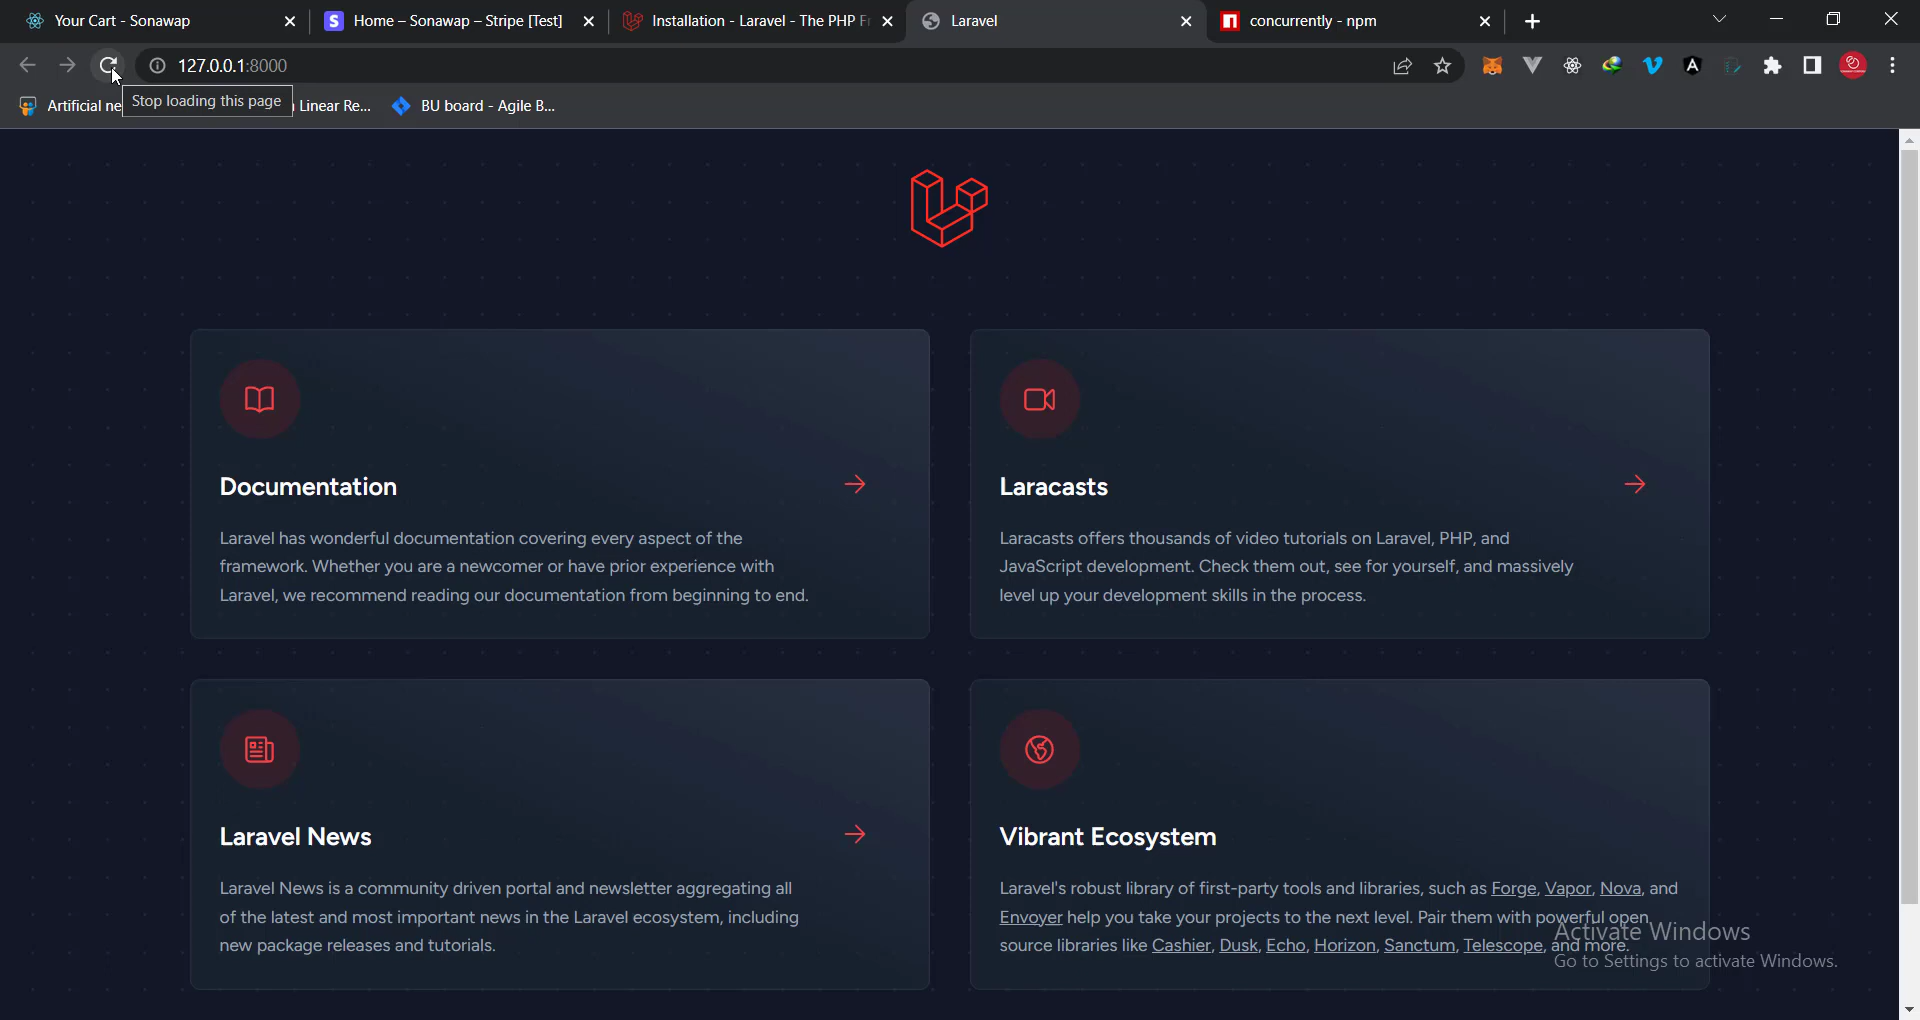 Your Cart - Sonawap
Home – Sonawap – Stripe [Test]
Installation - Laravel - The PHP F
Laravel
concurrently - npm
127.0.0.1:8000
Artificial ne
Stop loading this page
Linear Re...
BU board - Agile B...
Documentation
Laravel has wonderful documentation covering every aspect of the
framework. Whether you are a newcomer or have prior experience with
Laravel, we recommend reading our documentation from beginning to end.
Laracasts
Laracasts offers thousands of video tutorials on Laravel, PHP, and
JavaScript development. Check them out, see for yourself, and massively
level up your development skills in the process.
Laravel News
Laravel News is a community driven portal and newsletter aggregating all
of the latest and most important news in the Laravel ecosystem, including
new package releases and tutorials.
Vibrant Ecosystem
Laravel's robust library of first-party tools and libraries, such as Forge, Vapor, Nova, and
Envoyer help you take your projects to the next level. Pair them with powerful open
source libraries like Cashier, Dusk, Echo, Horizon, Sanctum, Telescope, and more.
Activate Windows
Go to Settings to activate Windows.